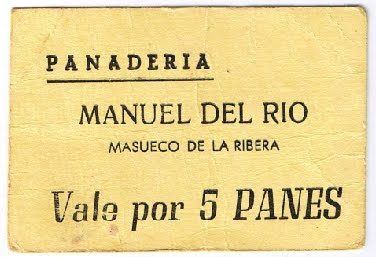 PANADERIA
MANUEL DEL RIO
MASUECO DE LA RIBERA
Vale por 5 PANES